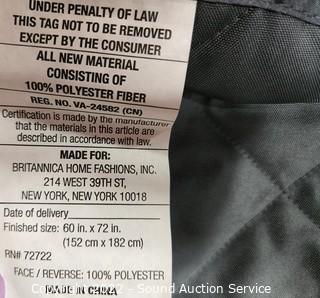 UNDER PENALTY OF LAW
THIS TAG NOT TO BE REMOVED
EXCEPT BY THE CONSUMER
ALL NEW MATERIAL
CONSISTING OF
100% POLYESTER FIBER
REG. NO. VA-24582 (CN)
Certification is made by the manufacturer
that the materials in this article are
described in accordance with law.
MADE FOR:
BRITANNICA HOME FASHIONS, INC.
214 WEST 39TH ST,
NEW YORK, NEW YORK 10018
Date of delivery
Finished size: 60 in. x 72 in.
(152 cm x 182 cm)
RN# 72722
FACE / REVERSE: 100% POLYESTER
MADE IN CHINA
Copyright 2022 - Sound Auction Service